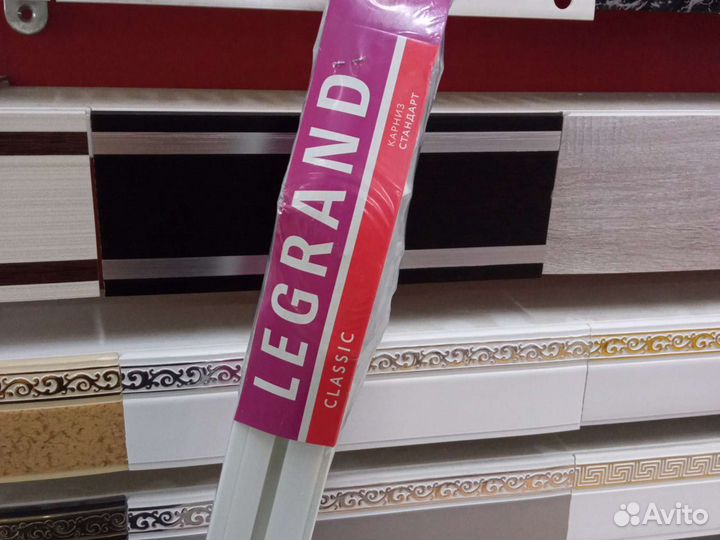 LEGRAND
CLASSIC
КАРНИЗ
СТАНДАРТ
Avito